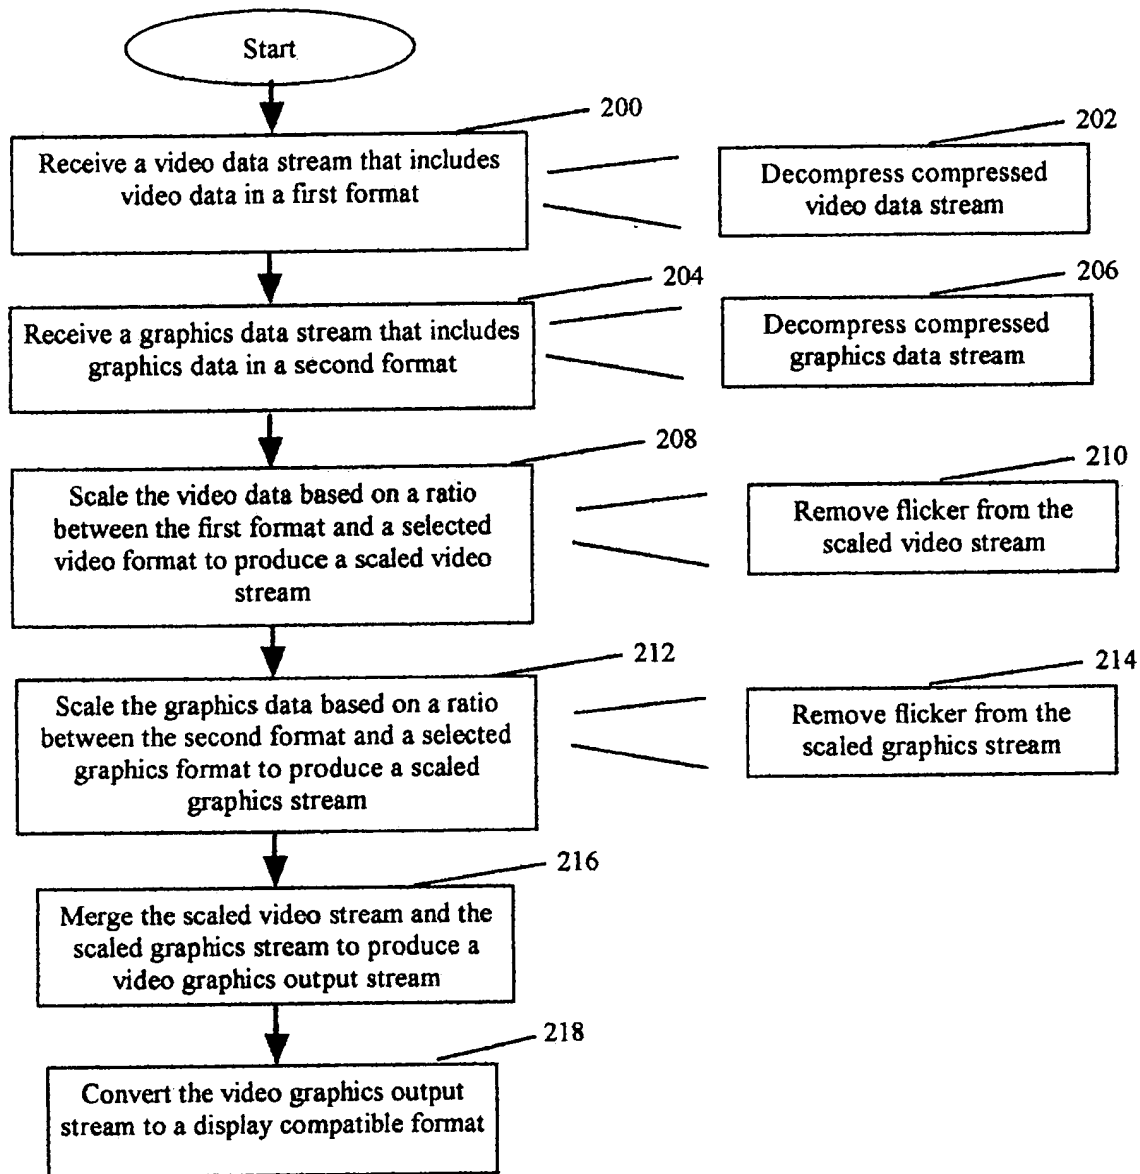 Start
200
Receive a video data stream that includes
video data in a first format
202
Decompress compressed
video data stream
204
Receive a graphics data stream that includes
graphics data in a second format
206
Decompress compressed
graphics data stream
208
Scale the video data based on a ratio
between the first format and a selected
video format to produce a scaled video
stream
210
Remove flicker from the
scaled video stream
212
Scale the graphics data based on a ratio
between the second format and a selected
graphics format to produce a scaled
graphics stream
214
Remove flicker from the
scaled graphics stream
216
Merge the scaled video stream and the
scaled graphics stream to produce a
video graphics output stream
218
Convert the video graphics output
stream to a display compatible format